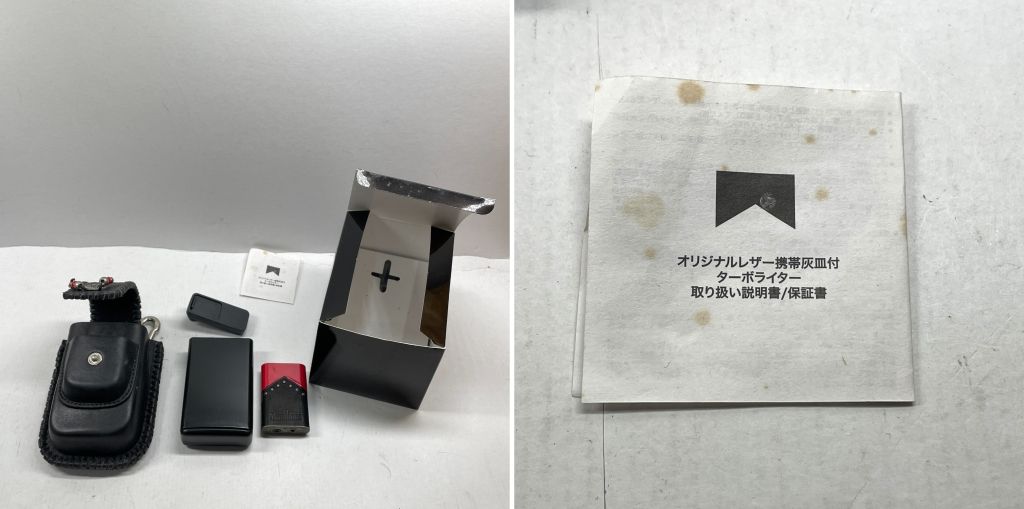 オリジナルレザー携帯灰皿付
ターボライター
取り扱い説明書/保証書